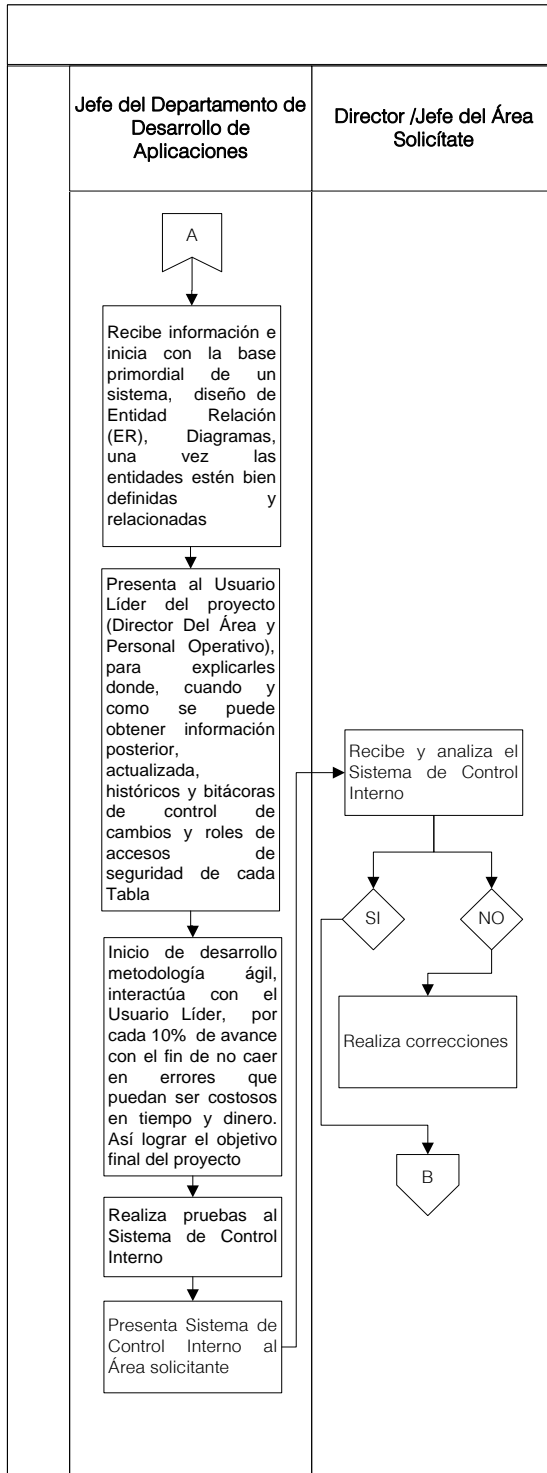 Jefe del Departamento de
Desarrollo de
Aplicaciones
Director /Jefe del Área
Solicítate
A
Recibe información e
inicia con la base
primordial de un
sistema, diseño de
Entidad Relación
(ER), Diagramas,
una vez las
entidades estén bien
definidas y
relacionadas
Presenta al Usuario
Líder del proyecto
(Director Del Área y
Personal Operativo),
para explicarles
donde, cuando y
como se puede
obtener información
posterior,
actualizada,
históricos y bitácoras
de control de
cambios y roles de
accesos de
seguridad de cada
Tabla
Inicio de desarrollo
metodología ágil,
interactúa con el
Usuario Líder, por
cada 10% de avance
con el fin de no caer
en errores que
puedan ser costosos
en tiempo y dinero.
Así lograr el objetivo
final del proyecto
Realiza pruebas al
Sistema de Control
Interno
Presenta Sistema de
Control Interno al
Área solicitante
Recibe y analiza el
Sistema de Control
Interno
SI
NO
Realiza correcciones
B